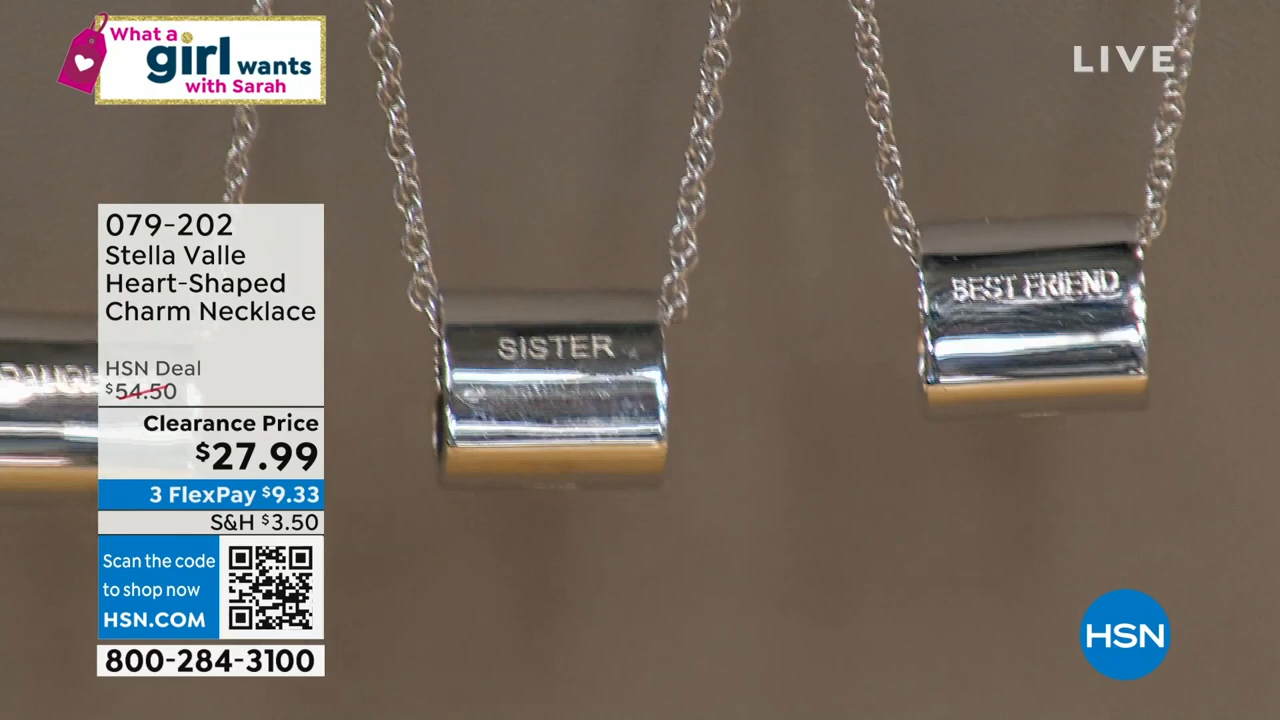 What a
girl wants
with Sarah
LIVE
079-202
Stella Valle
Heart-Shaped
Charm Necklace
HSN Deal
$54.50
Clearance Price
$27.99
3 FlexPay $9.33
S&H $3.50
Scan the code
to shop now
HSN.COM
800-284-3100
SISTER
BEST FRIEND
HSN